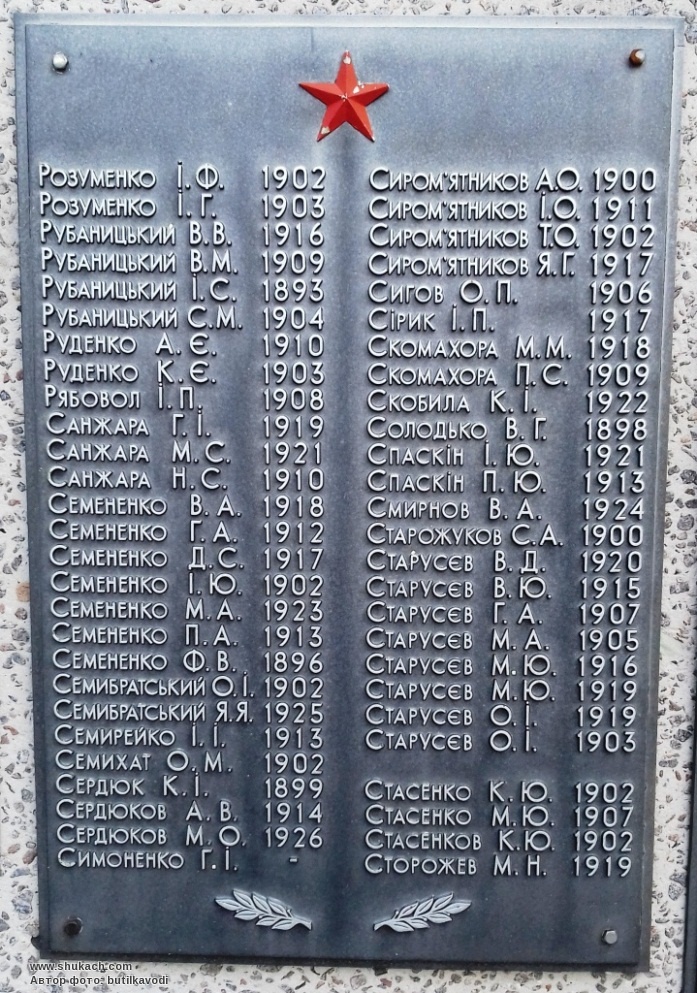 Розуменко І.Ф. 1902
Розуменко І.Г. 1903
Рубаницький В.В. 1916
Рубаницький В.М. 1909
Рубаницький І.С. 1893
Рубаницький С.М. 1904
Руденко А.Є. 1910
Руденко К.Є. 1903
Рябовол І.П. 1908
Санжара Г.І. 1919
Санжара М.С. 1921
Санжара Н.С. 1910
Семененко В.А. 1918
Семененко Г.А. 1912
Семененко Д.С. 1917
Семененко І.Ю. 1902
Семененко М.А. 1923
Семененко П.А. 1913
Семененко Ф.В. 1896
Семибратський О.І. 1902
Семибратський Я.Я. 1925
Семирейко І.І. 1913
Семихат О.М. 1902
Сердюк К.І. 1899
Сердюков А.В. 1914
Сердюков М.О. 1926
Симоненко Г.І. -
Сиром'ятников А.О. 1900
Сиром'ятников І.О. 1911
Сиром'ятников Т.О. 1902
Сиром'ятников Я.Г. 1917
Сигов О.П. 1906
Сірик І.П. 1917
Скомахора М.М. 1918
Скомахора П.С. 1909
Скобила К.І. 1922
Солодько В.Г. 1898
Спаскін І.Ю. 1921
Спаскін П.Ю. 1913
Смирнов В.А. 1924
Старожуков С.А. 1900
Старусєв В.Д. 1920
Старусєв В.Ю. 1915
Старусєв Г.А. 1907
Старусєв М.А. 1905
Старусєв М.Ю. 1916
Старусєв М.Ю. 1919
Старусєв О.І. 1919
Старусєв О.І. 1903
Стасенко К.Ю. 1902
Стасенко М.Ю. 1907
Стасенков К.Ю. 1902
Сторожев М.Н. 1919
www.shukach.com
Автор фото: butilkavodi